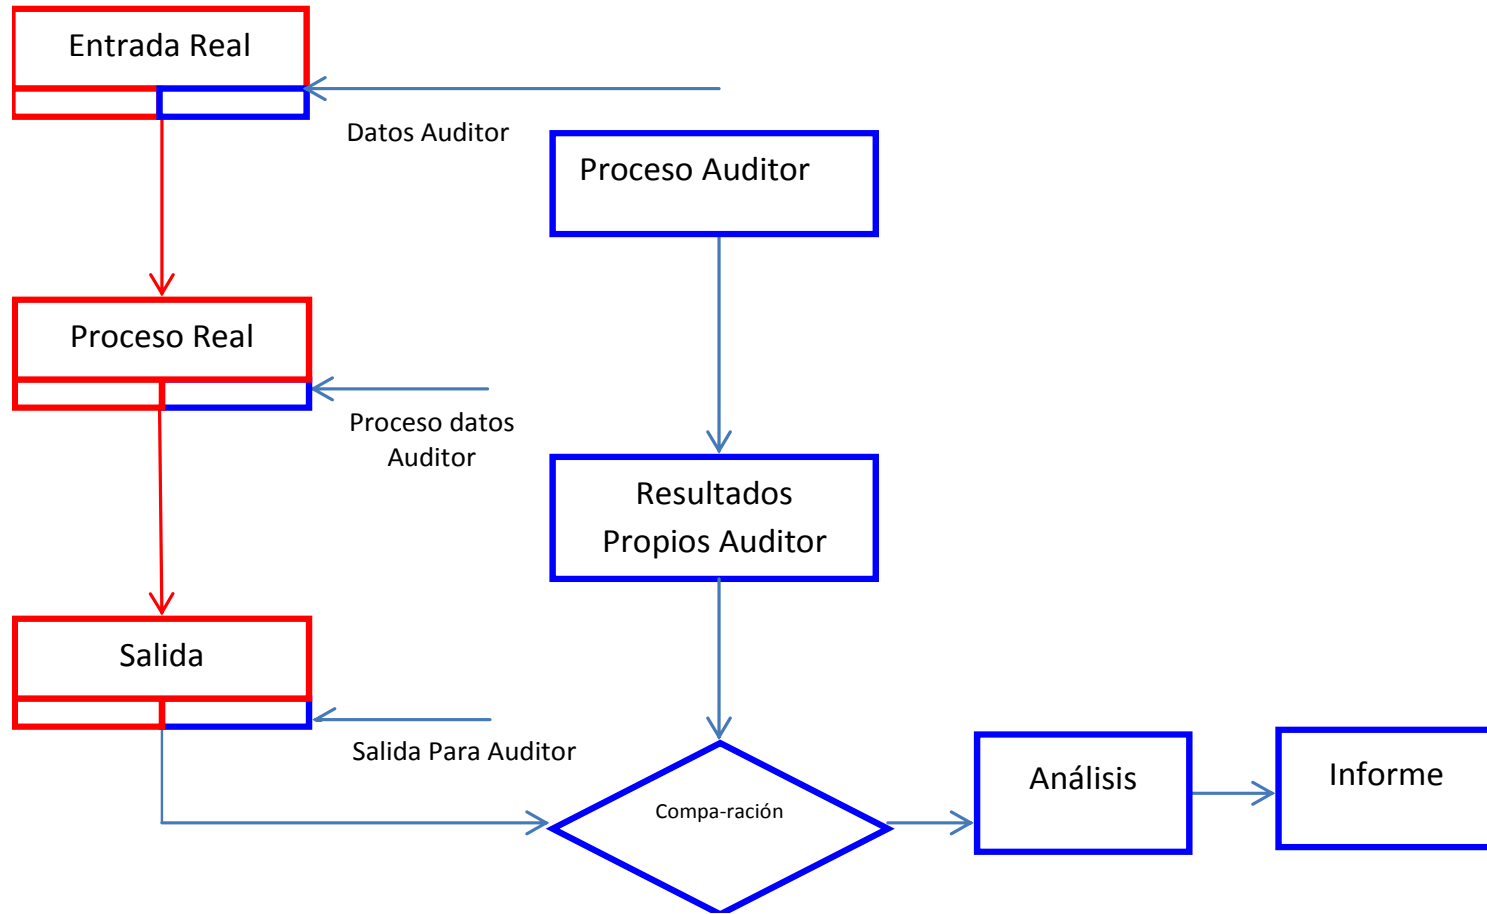 Entrada Real
Datos Auditor
Proceso Auditor
Proceso Real
Proceso datos
Auditor
Resultados
Propios Auditor
Salida
Salida Para Auditor
Compa-ración
Análisis
Informe